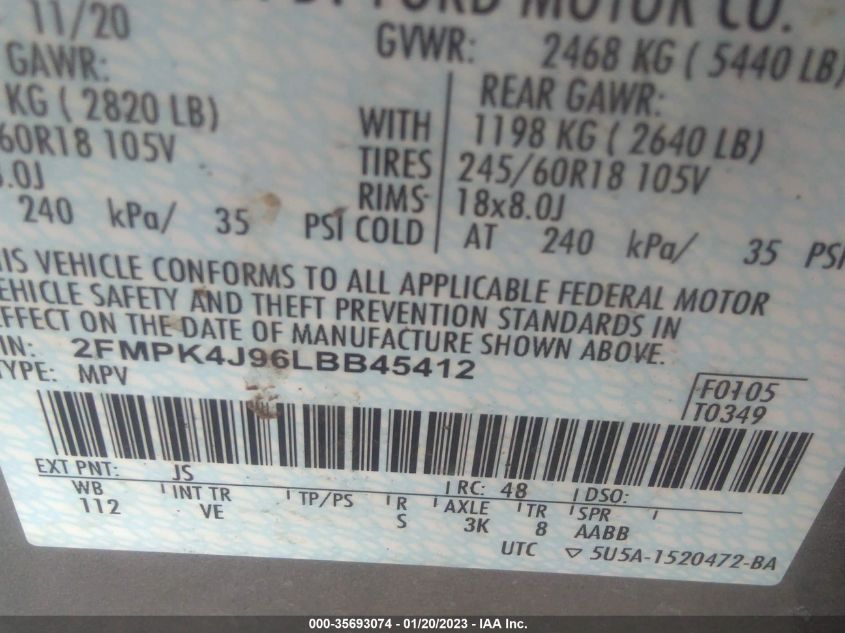 BY FORD MOTOR CO.
11/20 GVWR: 2468 KG ( 5440 LB)
GAWR: REAR GAWR:
KG ( 2820 LB) WITH 1198 KG ( 2640 LB)
60R18 105V TIRES 245/60R18 105V
8.0J RIMS 18x8.0J
240 kPa/ 35 PSI COLD AT 240 kPa/ 35 PSI
IS VEHICLE CONFORMS TO ALL APPLICABLE FEDERAL MOTOR
EHICLE SAFETY AND THEFT PREVENTION STANDARDS IN
EFFECT ON THE DATE OF MANUFACTURE SHOWN ABOVE.
IN: 2FMPK4J96LBB45412
TYPE: MPV
F0105
T0349
EXT PNT: JS RC: 48 DSO:
WB INT TR TP/PS R AXLE TR SPR
112 VE S 3K 8 AABB
UTC ▽ 5U5A-1520472-BA
000-35693074 — 01/20/2023 — IAA Inc.